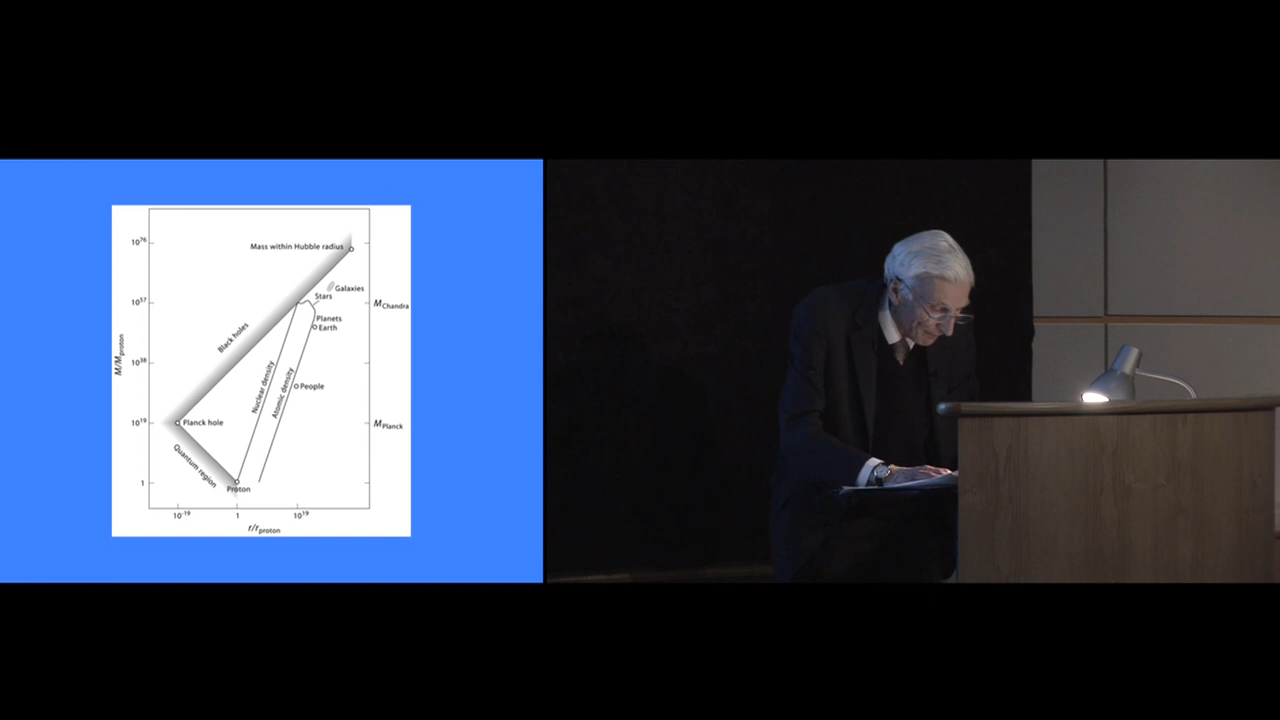 10^76
Mass within Hubble radius
Galaxies
Stars
10^57
M_Chandra
Planets
Earth
Black holes
M/M_proton
10^38
Nuclear density
Atomic density
People
10^19
Planck hole
M_Planck
Quantum region
1
Proton
10^-19
1
10^19
r/r_proton